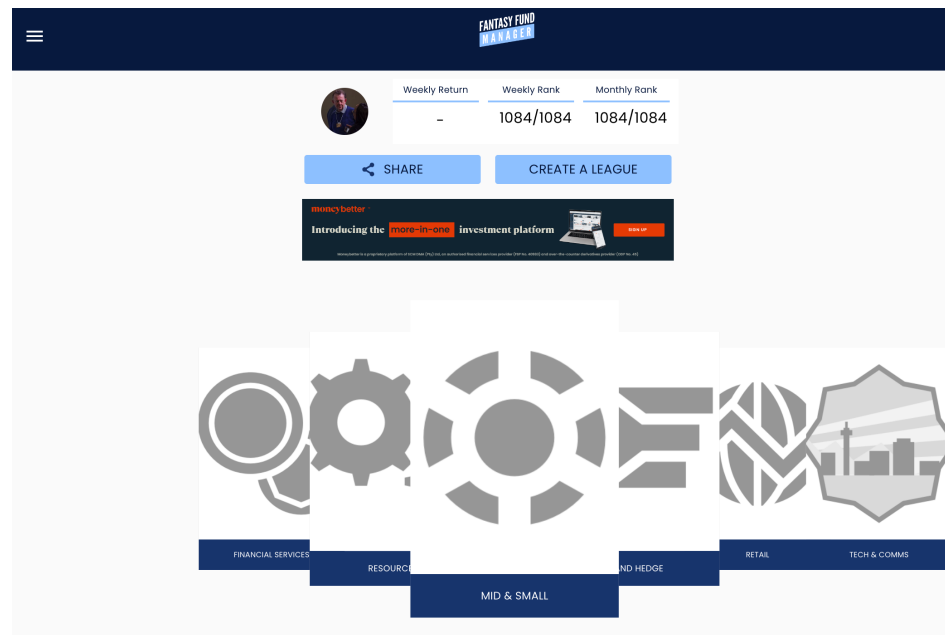 FANTASY FUND
MANAGER
Weekly Return
Weekly Rank
Monthly Rank
-
1084/1084
1084/1084
SHARE
CREATE A LEAGUE
moneybetter
Introducing the more-in-one investment platform
SIGN UP
FINANCIAL SERVICES
RESOURC
MID & SMALL
ND HEDGE
RETAIL
TECH & COMMS